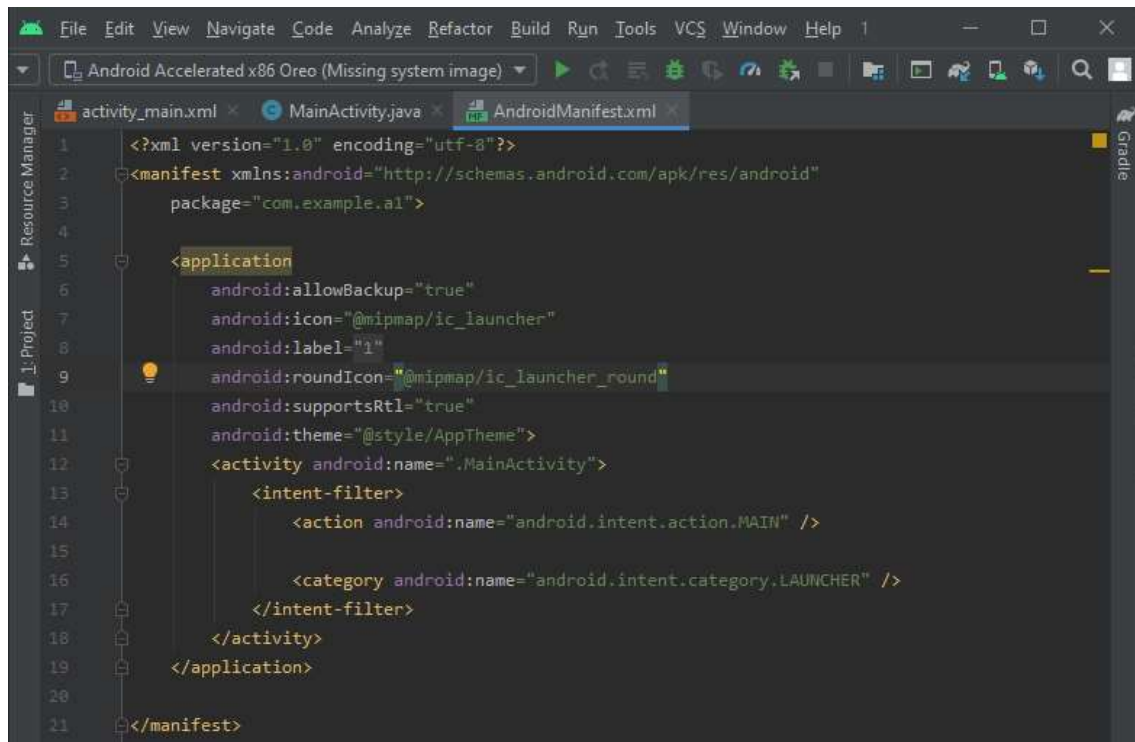 File Edit View Navigate Code Analyze Refactor Build Run Tools VCS Window Help 1
Android Accelerated x86 Oreo (Missing system image)
activity_main.xml MainActivity.java AndroidManifest.xml
Resource Manager
1: Project
Gradle
1 <?xml version="1.0" encoding="utf-8"?>
2 <manifest xmlns:android="http://schemas.android.com/apk/res/android"
3 package="com.example.a1">
4
5 <application
6 android:allowBackup="true"
7 android:icon="@mipmap/ic_launcher"
8 android:label="1"
9 android:roundIcon="@mipmap/ic_launcher_round"
10 android:supportsRtl="true"
11 android:theme="@style/AppTheme">
12 <activity android:name=".MainActivity">
13 <intent-filter>
14 <action android:name="android.intent.action.MAIN" />
15
16 <category android:name="android.intent.category.LAUNCHER" />
17 </intent-filter>
18 </activity>
19 </application>
20
21 </manifest>